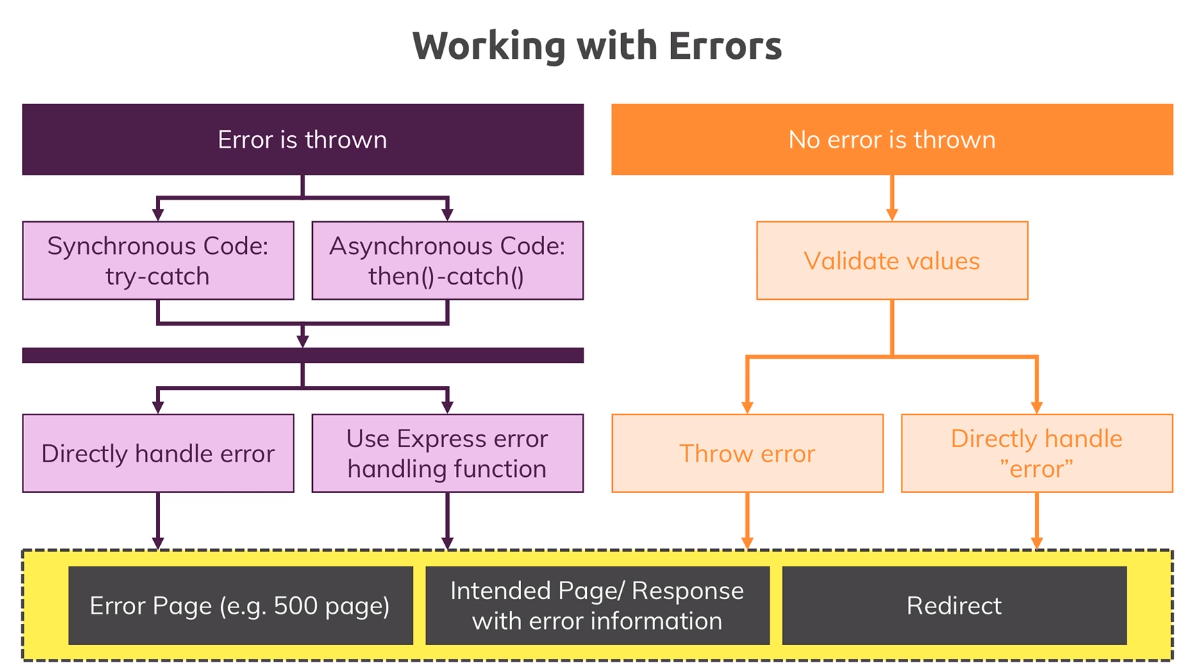 Working with Errors
Error is thrown
No error is thrown
Synchronous Code:
try-catch
Asynchronous Code:
then()-catch()
Validate values
Directly handle error
Use Express error
handling function
Throw error
Directly handle
”error”
Error Page (e.g. 500 page)
Intended Page/ Response
with error information
Redirect